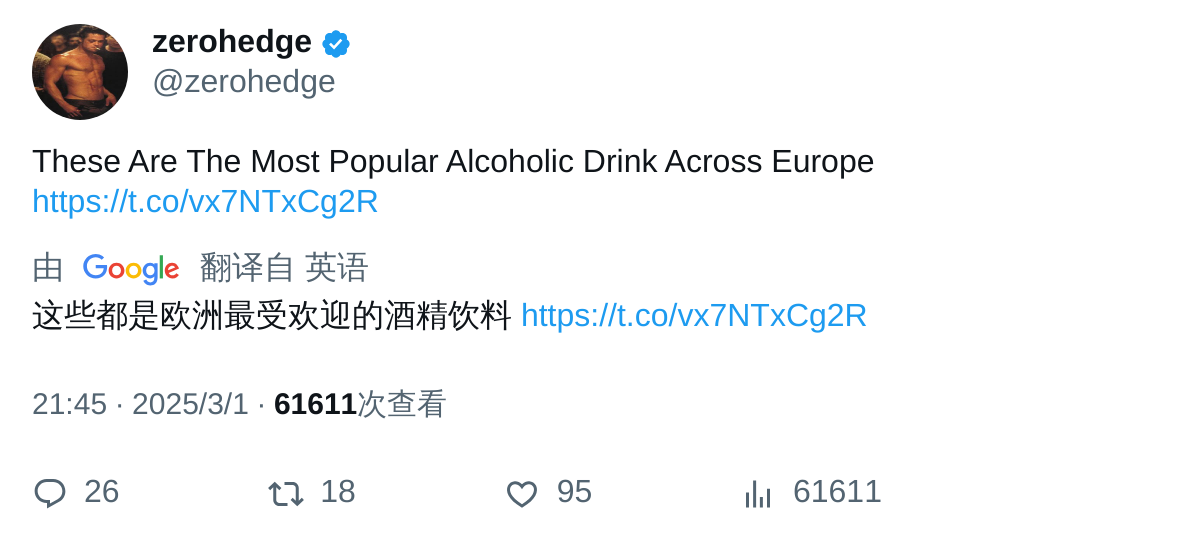 zerohedge
@zerohedge
These Are The Most Popular Alcoholic Drink Across Europe
https://t.co/vx7NTxCg2R
由 Google 翻译自 英语
这些都是欧洲最受欢迎的酒精饮料 https://t.co/vx7NTxCg2R
21:45 · 2025/3/1 · 61611次查看
26 18 95 61611